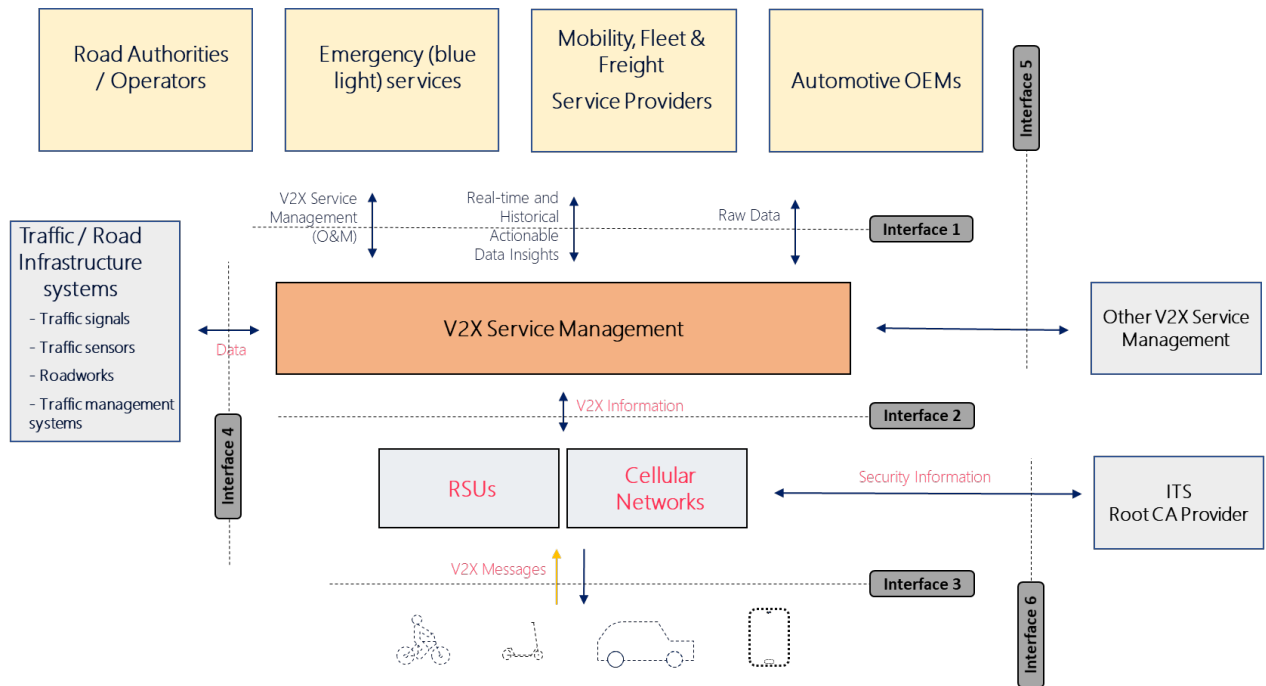 Road Authorities
/ Operators
Emergency (blue
light) services
Mobility, Fleet &
Freight
Service Providers
Automotive OEMs
Interface 5
V2X Service
Management
(O&M)
Real-time and
Historical
Actionable
Data Insights
Raw Data
Interface 1
Traffic / Road
Infrastructure
systems
- Traffic signals
- Traffic sensors
- Roadworks
- Traffic management
systems
Data
V2X Service Management
Other V2X Service
Management
V2X Information
Interface 2
Interface 4
RSUs
Cellular
Networks
Security Information
ITS
Root CA Provider
V2X Messages
Interface 3
Interface 6